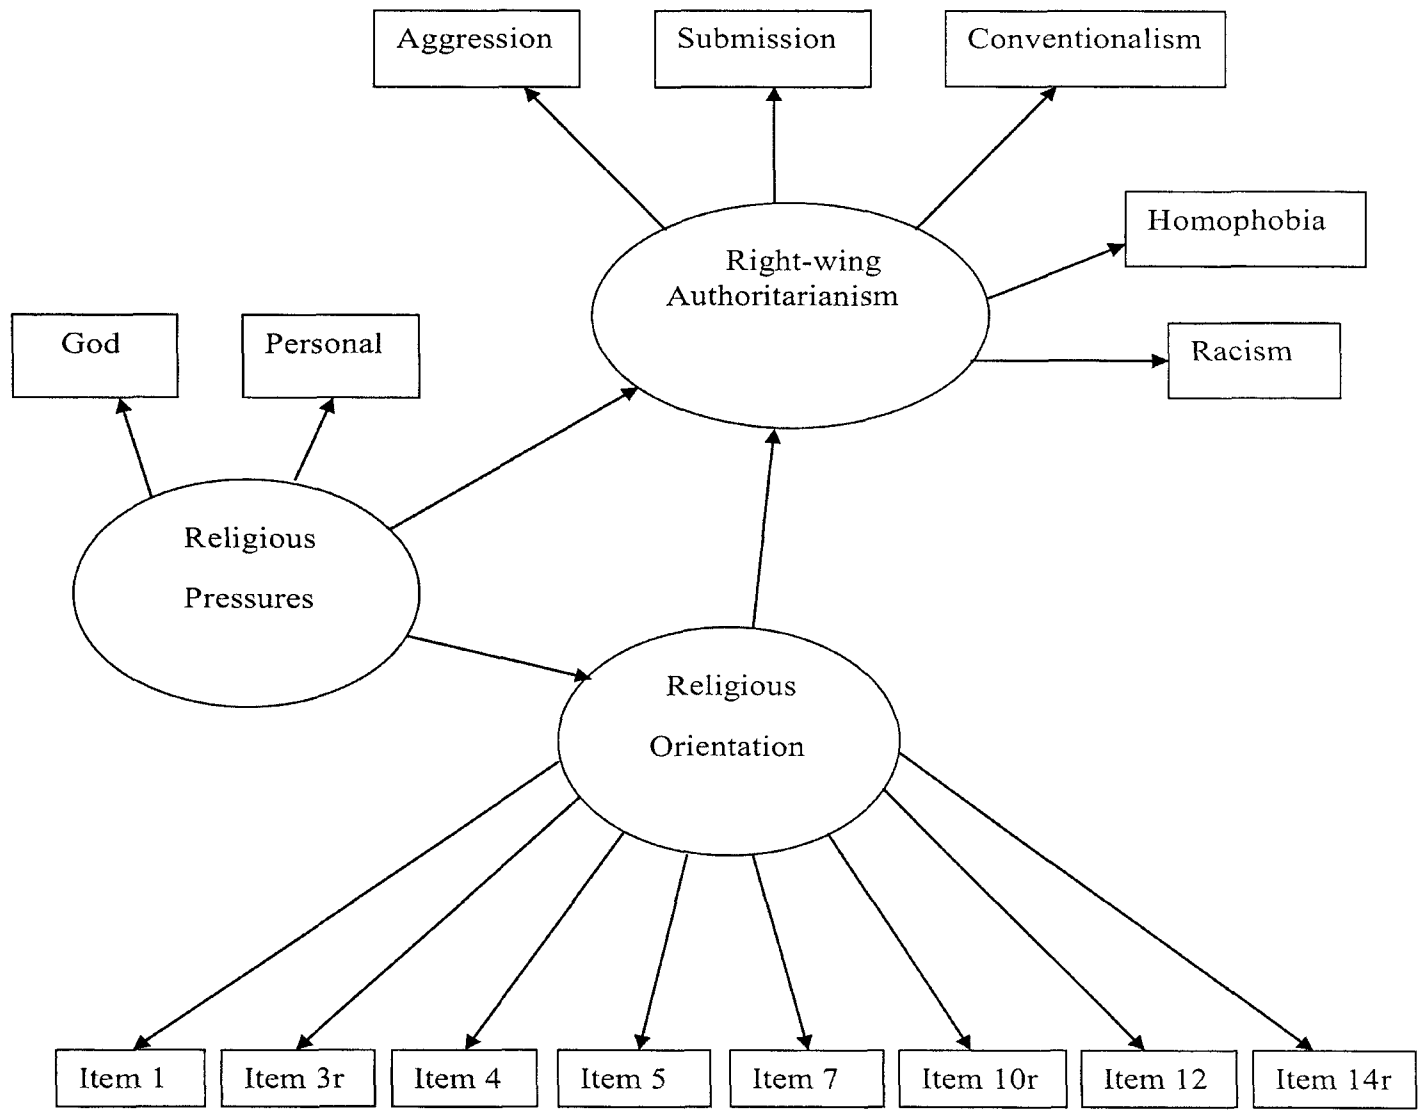 Aggression
Submission
Conventionalism
Homophobia
Right-wing
Authoritarianism
God
Personal
Racism
Religious
Pressures
Religious
Orientation
Item 1
Item 3r
Item 4
Item 5
Item 7
Item 10r
Item 12
Item 14r